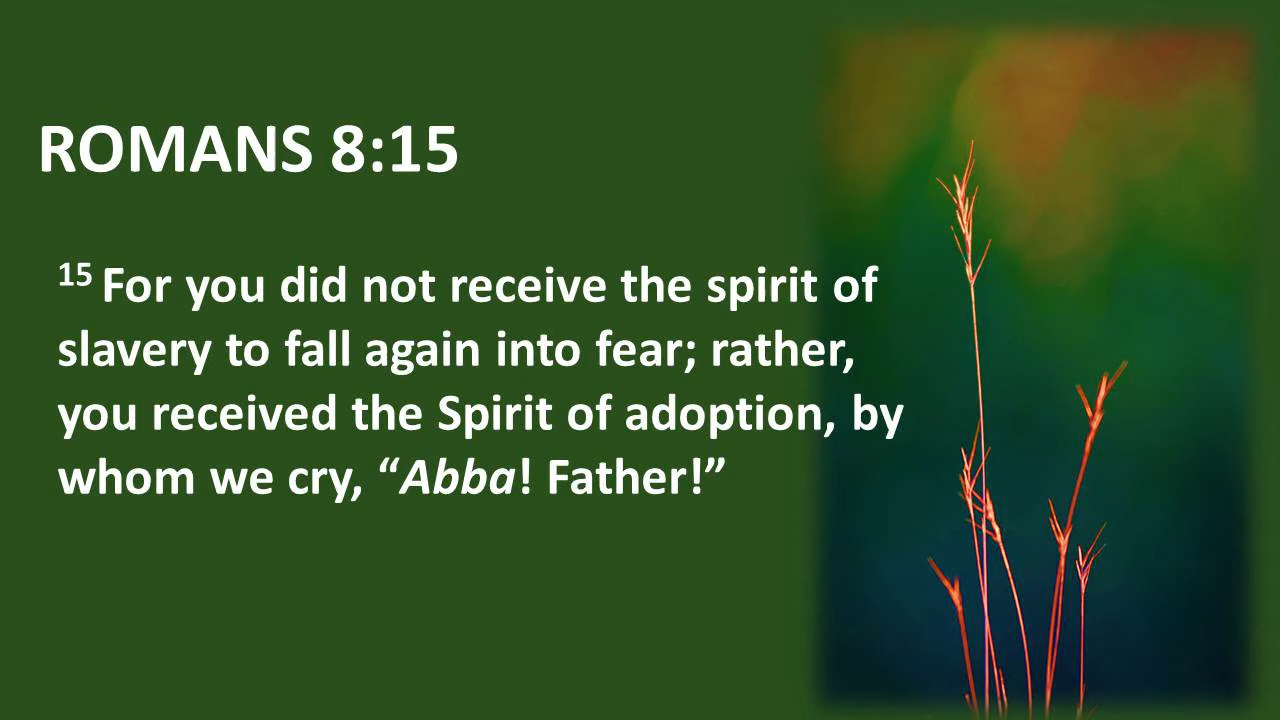 ROMANS 8:15
15 For you did not receive the spirit of
slavery to fall again into fear; rather,
you received the Spirit of adoption, by
whom we cry, “Abba! Father!”